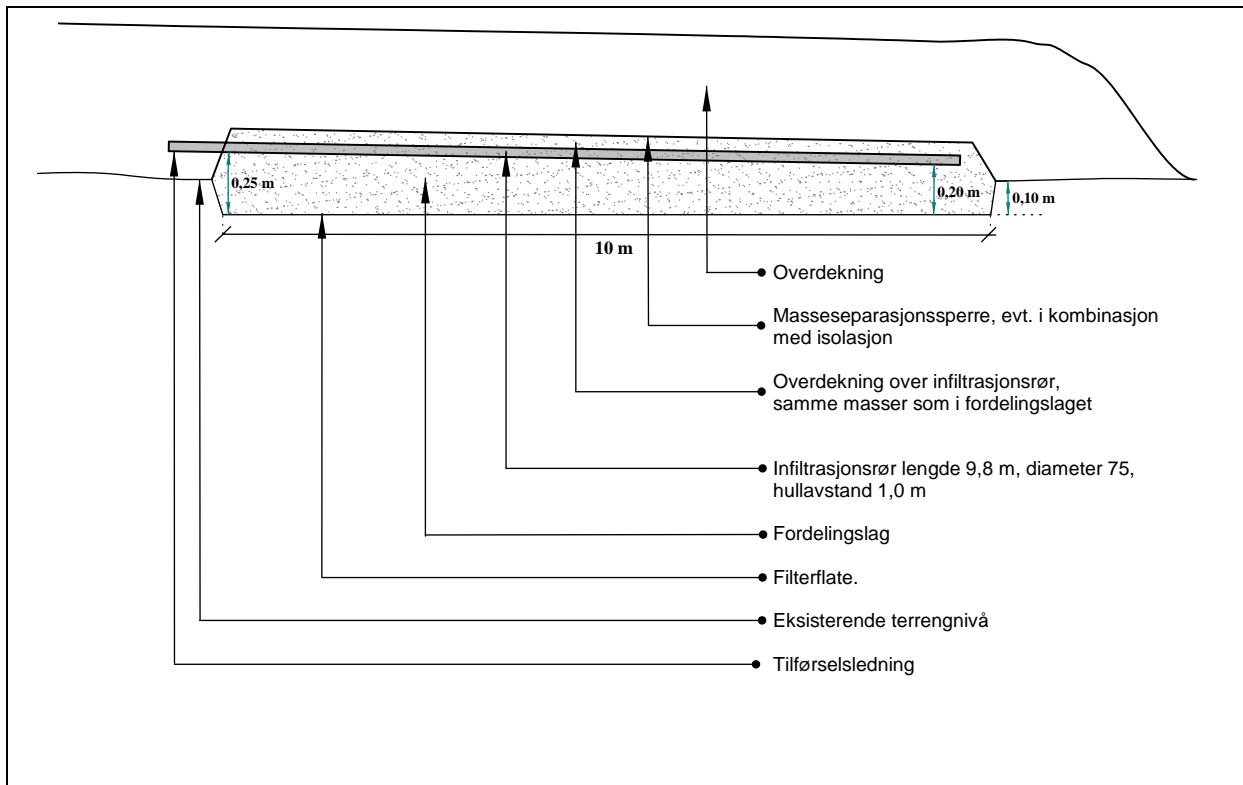 0,25 m
0,20 m
0,10 m
10 m
Overdekning
Masseseparasjonssperre, evt. i kombinasjon
med isolasjon
Overdekning over infiltrasjonsrør,
samme masser som i fordelingslaget
Infiltrasjonsrør lengde 9,8 m, diameter 75,
hullavstand 1,0 m
Fordelingslag
Filterflate.
Eksisterende terrengnivå
Tilførselsledning